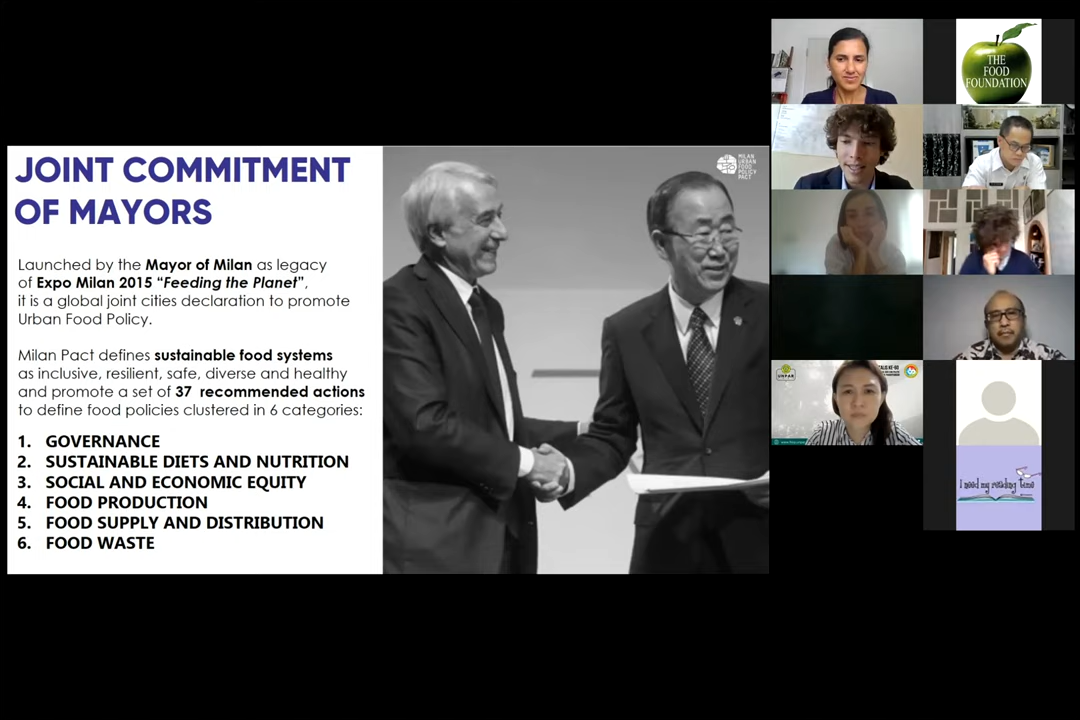 JOINT COMMITMENT
OF MAYORS
Launched by the Mayor of Milan as legacy
of Expo Milan 2015 “Feeding the Planet”,
it is a global joint cities declaration to promote
Urban Food Policy.
Milan Pact defines sustainable food systems
as inclusive, resilient, safe, diverse and healthy
and promote a set of 37 recommended actions
to define food policies clustered in 6 categories:
1. GOVERNANCE
2. SUSTAINABLE DIETS AND NUTRITION
3. SOCIAL AND ECONOMIC EQUITY
4. FOOD PRODUCTION
5. FOOD SUPPLY AND DISTRIBUTION
6. FOOD WASTE
MILAN
URBAN
FOOD
POLICY
PACT
THE
FOOD
FOUNDATION
UNPAR
I need my reading time